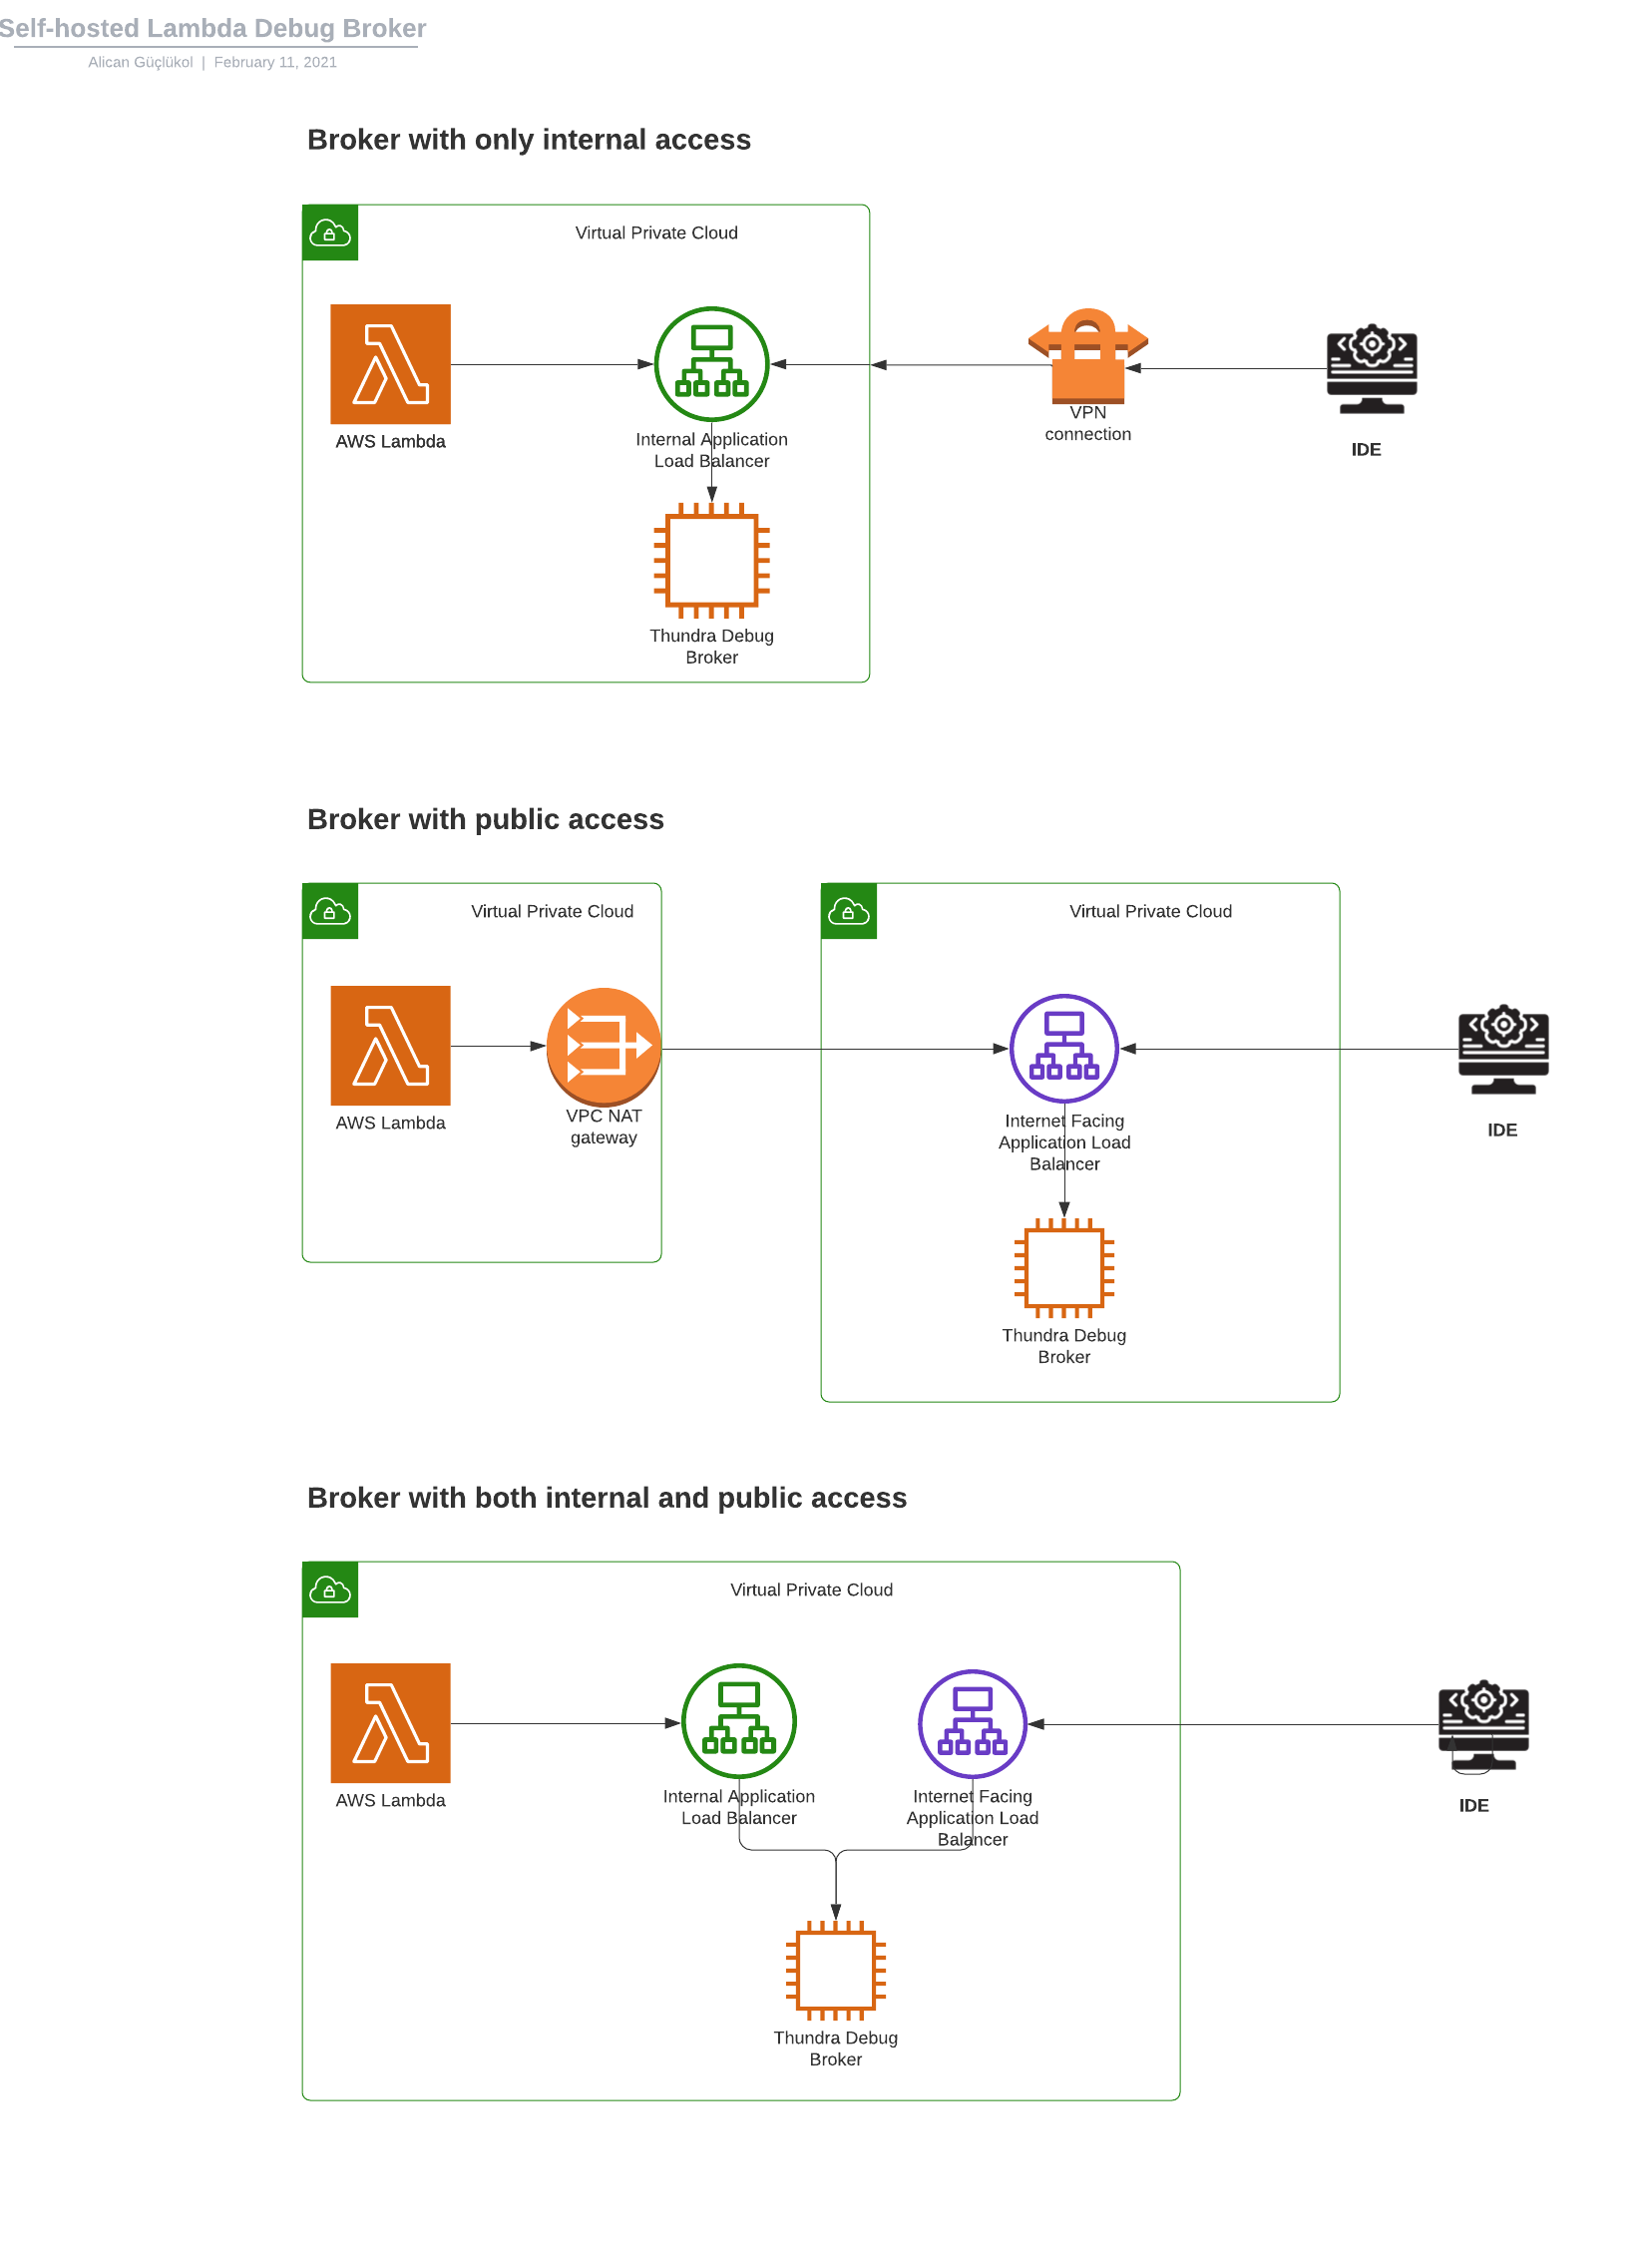 Self-hosted Lambda Debug Broker
Alican Güçlükol | February 11, 2021
Broker with only internal access
Virtual Private Cloud
AWS Lambda
Internal Application
Load Balancer
VPN
connection
IDE
Thundra Debug
Broker
Broker with public access
Virtual Private Cloud
Virtual Private Cloud
AWS Lambda
VPC NAT
gateway
Internet Facing
Application Load
Balancer
IDE
Thundra Debug
Broker
Broker with both internal and public access
Virtual Private Cloud
AWS Lambda
Internal Application
Load Balancer
Internet Facing
Application Load
Balancer
IDE
Thundra Debug
Broker